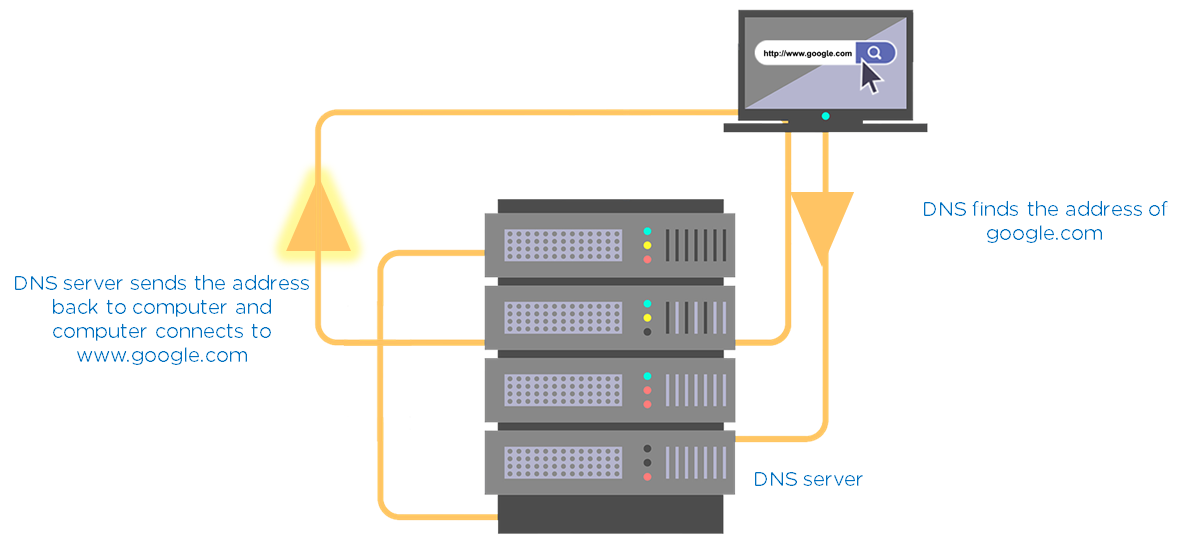 http://www.google.com
DNS finds the address of
google.com
DNS server sends the address
back to computer and
computer connects to
www.google.com
DNS server